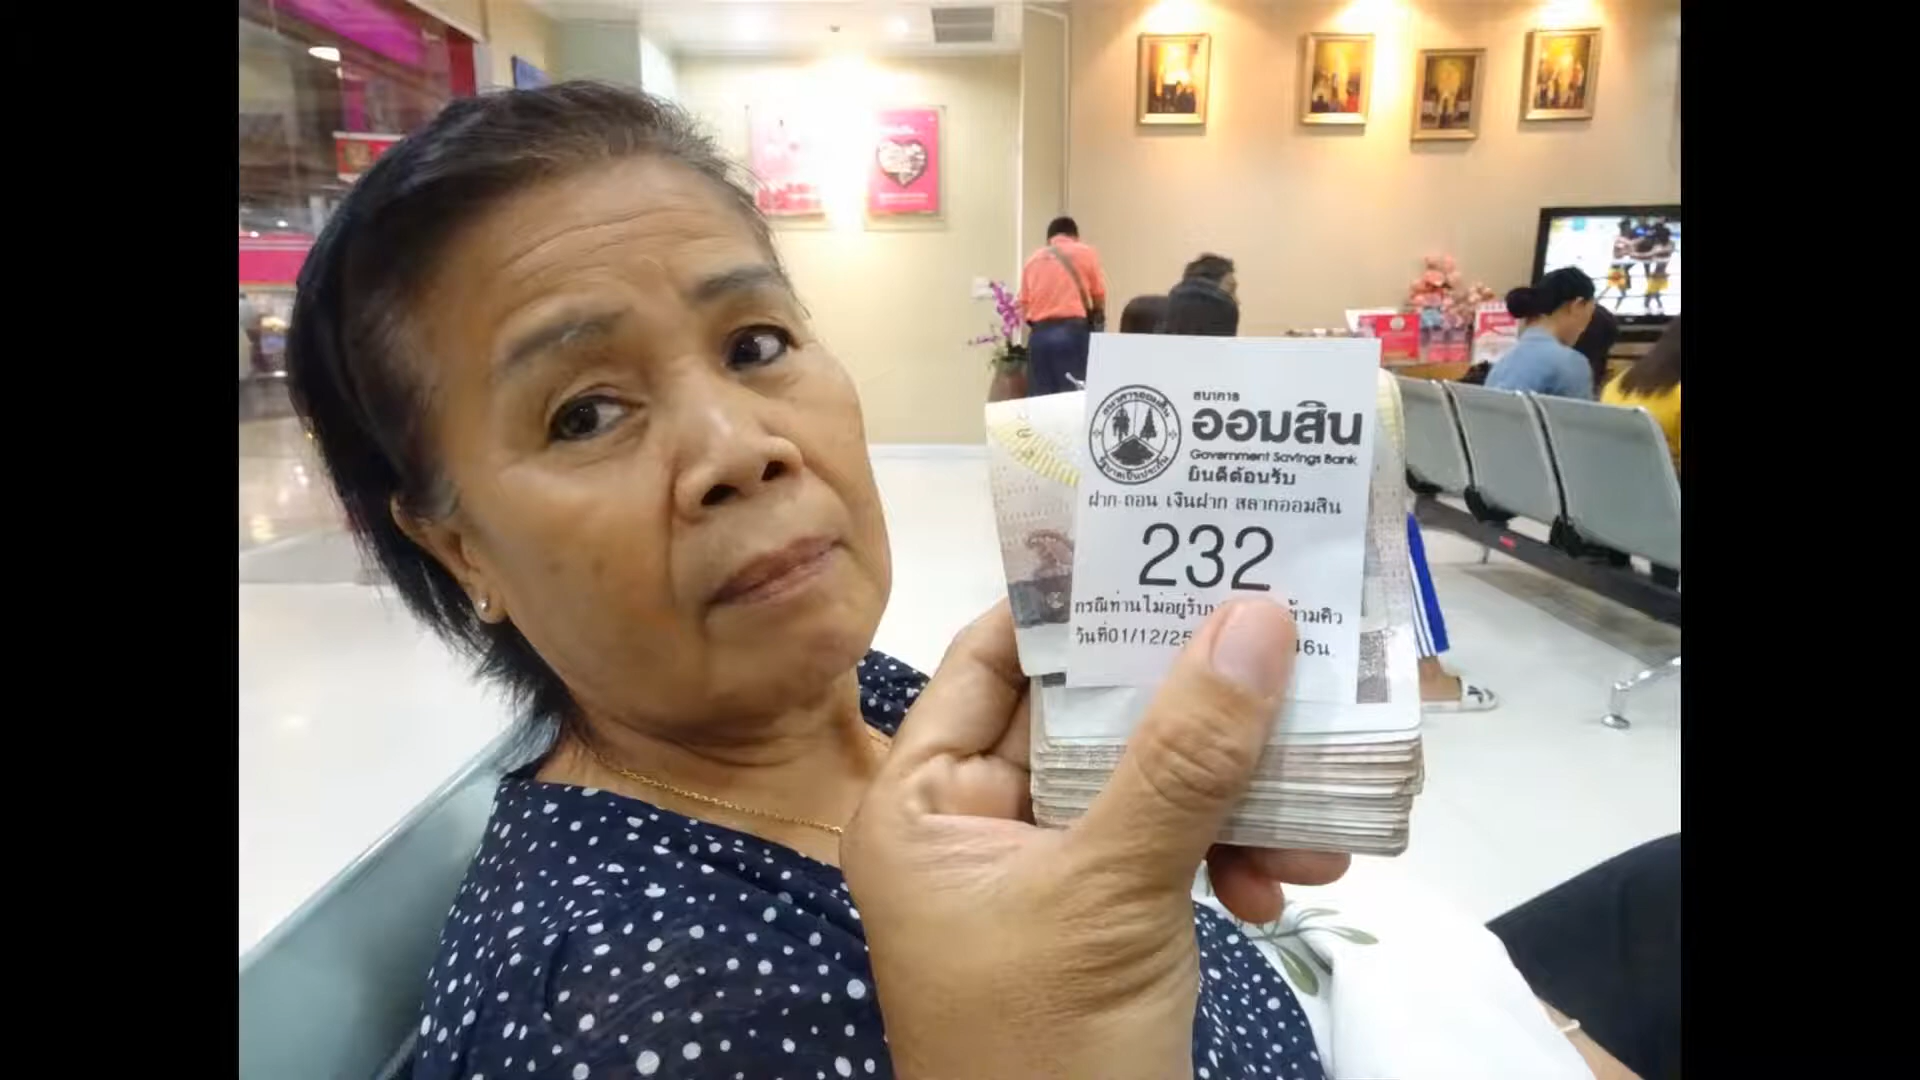 ธนาคาร
ออมสิน
Government Savings Bank
ยินดีต้อนรับ
ฝาก-ถอน เงินฝาก สลากออมสิน
232
กรณีท่านไม่อยู่รับ ข้ามคิว
วันที่01/12/25 46น.